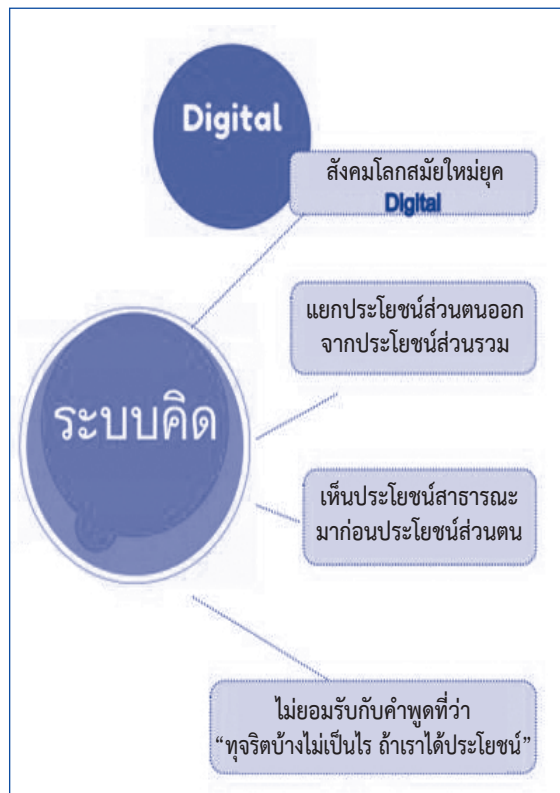 Digital
สังคมโลกสมัยใหม่ยุค
Digital
แยกประโยชน์ส่วนตนออก
จากประโยชน์ส่วนรวม
ระบบคิด
เห็นประโยชน์สาธารณะ
มาก่อนประโยชน์ส่วนตน
ไม่ยอมรับกับคำพูดที่ว่า
“ทุจริตบ้างไม่เป็นไร ถ้าเราได้ประโยชน์”